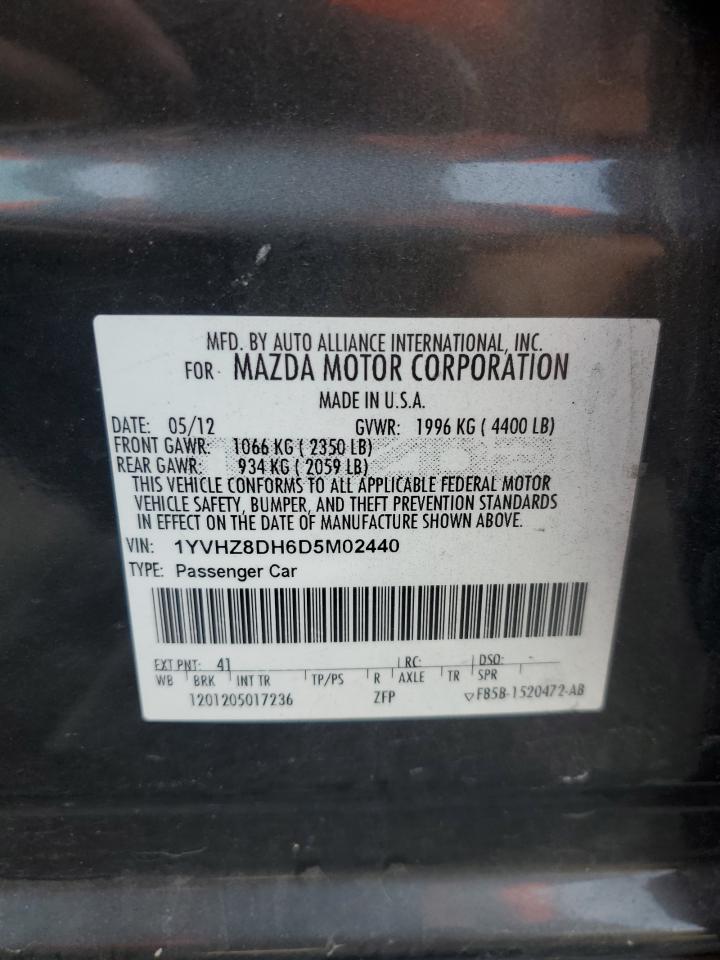 MFD. BY AUTO ALLIANCE INTERNATIONAL, INC.
FOR · MAZDA MOTOR CORPORATION
MADE IN U.S.A.
DATE: 05/12 GVWR: 1996 KG ( 4400 LB)
FRONT GAWR: 1066 KG ( 2350 LB)
REAR GAWR: 934 KG ( 2059 LB)
THIS VEHICLE CONFORMS TO ALL APPLICABLE FEDERAL MOTOR
VEHICLE SAFETY, BUMPER, AND THEFT PREVENTION STANDARDS
IN EFFECT ON THE DATE OF MANUFACTURE SHOWN ABOVE.
VIN: 1YVHZ8DH6D5M02440
TYPE: Passenger Car
EXT PNT: 41 RC: DSO:
WB BRK INT TR TP/PS R AXLE TR SPR
1201205017236 ZFP ▽F85B-1520472-AB